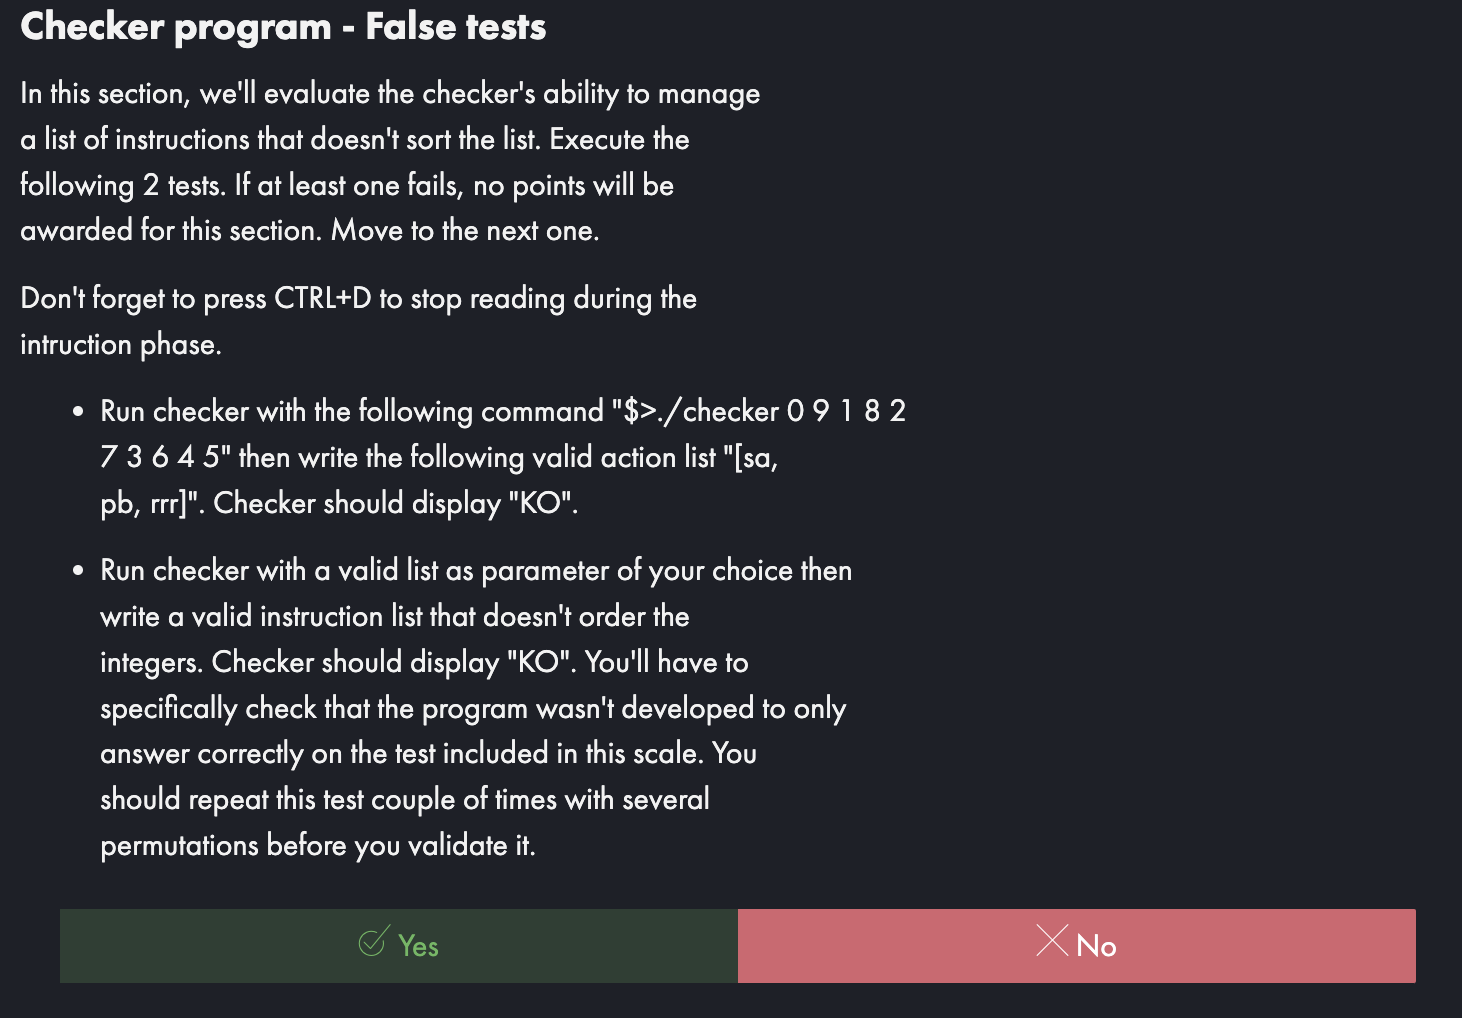 Checker program - False tests
In this section, we'll evaluate the checker's ability to manage
a list of instructions that doesn't sort the list. Execute the
following 2 tests. If at least one fails, no points will be
awarded for this section. Move to the next one.
Don't forget to press CTRL+D to stop reading during the
intruction phase.
• Run checker with the following command "$>./checker 0 9 1 8 2
7 3 6 4 5" then write the following valid action list "[sa,
pb, rrr]". Checker should display "KO".
• Run checker with a valid list as parameter of your choice then
write a valid instruction list that doesn't order the
integers. Checker should display "KO". You'll have to
specifically check that the program wasn't developed to only
answer correctly on the test included in this scale. You
should repeat this test couple of times with several
permutations before you validate it.
Yes
No